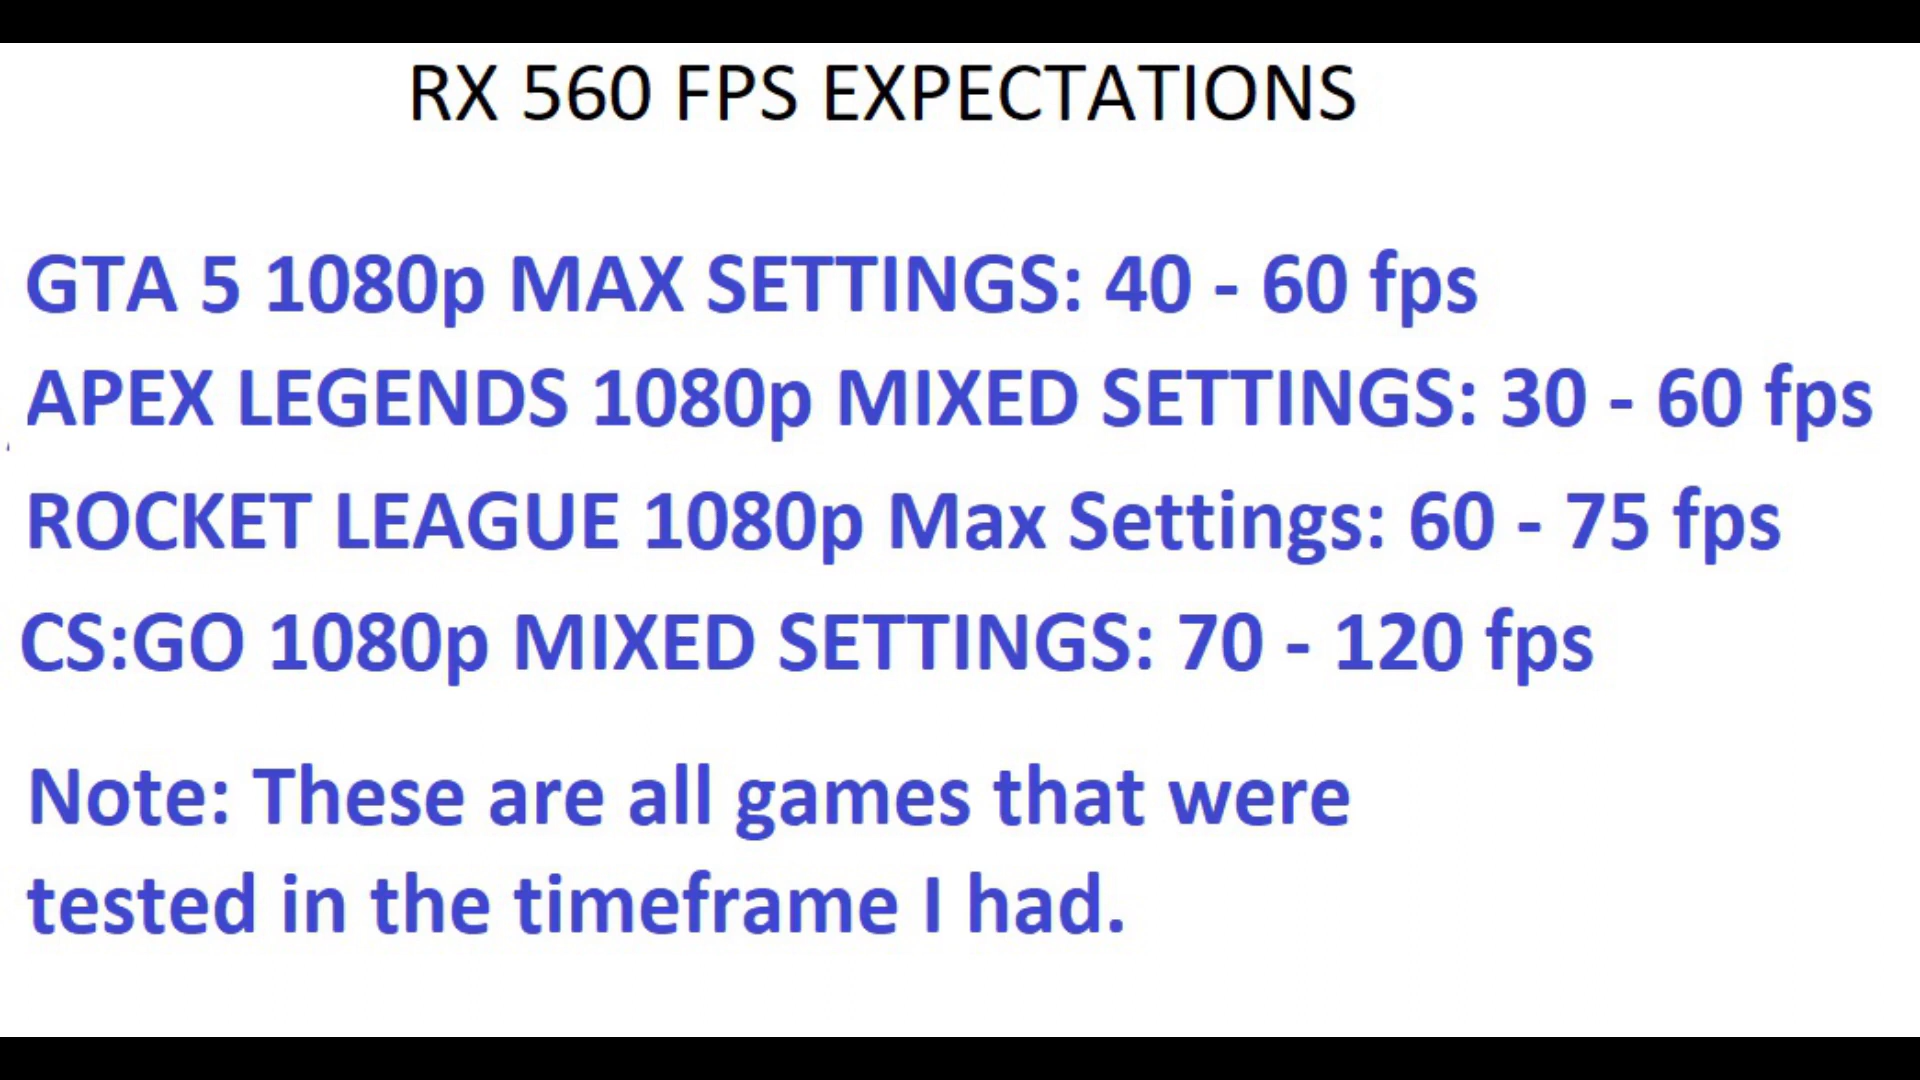 RX 560 FPS EXPECTATIONS
GTA 5 1080p MAX SETTINGS: 40 - 60 fps
APEX LEGENDS 1080p MIXED SETTINGS: 30 - 60 fps
ROCKET LEAGUE 1080p Max Settings: 60 - 75 fps
CS:GO 1080p MIXED SETTINGS: 70 - 120 fps
Note: These are all games that were
tested in the timeframe I had.